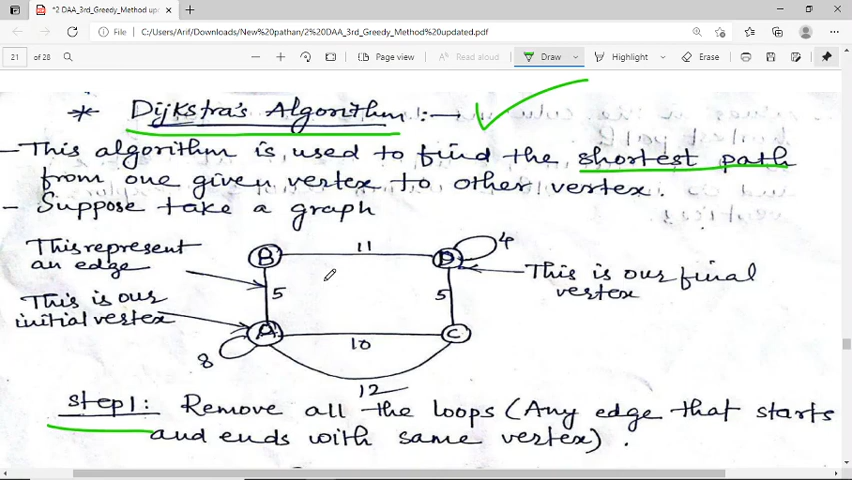 *2 DAA_3rd_Greedy_Method up
File
C:/Users/Arif/Downloads/New%20pathan/2%20DAA_3rd_Greedy_Method%20updated.pdf
21 of 28
Page view
Read aloud
Draw
Highlight
Erase
* Dijkstra's Algorithm :-→
- This algorithm is used to find the shortest path
from one given vertex to other vertex.
- Suppose take a graph
This represent
an edge
This is our
initial vertex
B
11
D
4
5
5
A
10
C
8
12
This is our final
vertex
step1: Remove all the loops (Any edge that starts
and ends with same vertex).